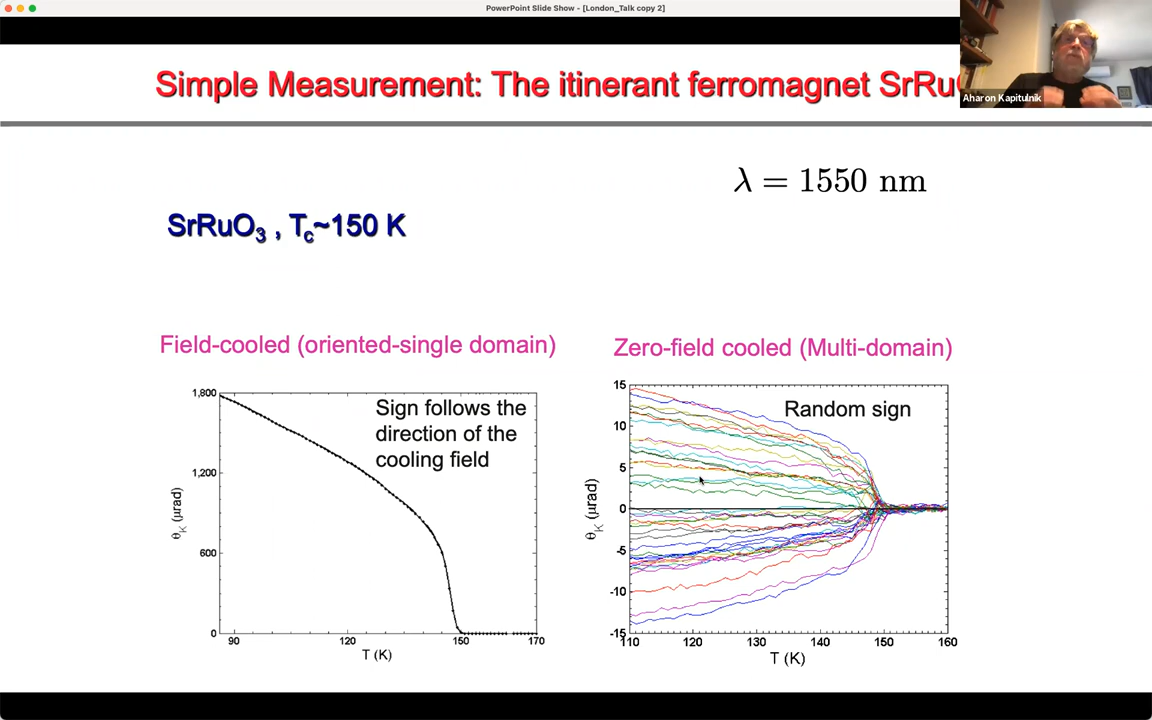 PowerPoint Slide Show - [London_Talk copy 2]
Simple Measurement: The itinerant ferromagnet SrRu
Aharon Kapitulnik
λ = 1550 nm
SrRuO₃ , T_c~150 K
Field-cooled (oriented-single domain)
Zero-field cooled (Multi-domain)
1,800
1,200
600
0
θ_K (μrad)
Sign follows the
direction of the
cooling field
90 120 150 170
T (K)
15
10
5
0
-5
-10
-15
θ_K (μrad)
Random sign
110 120 130 140 150 160
T (K)